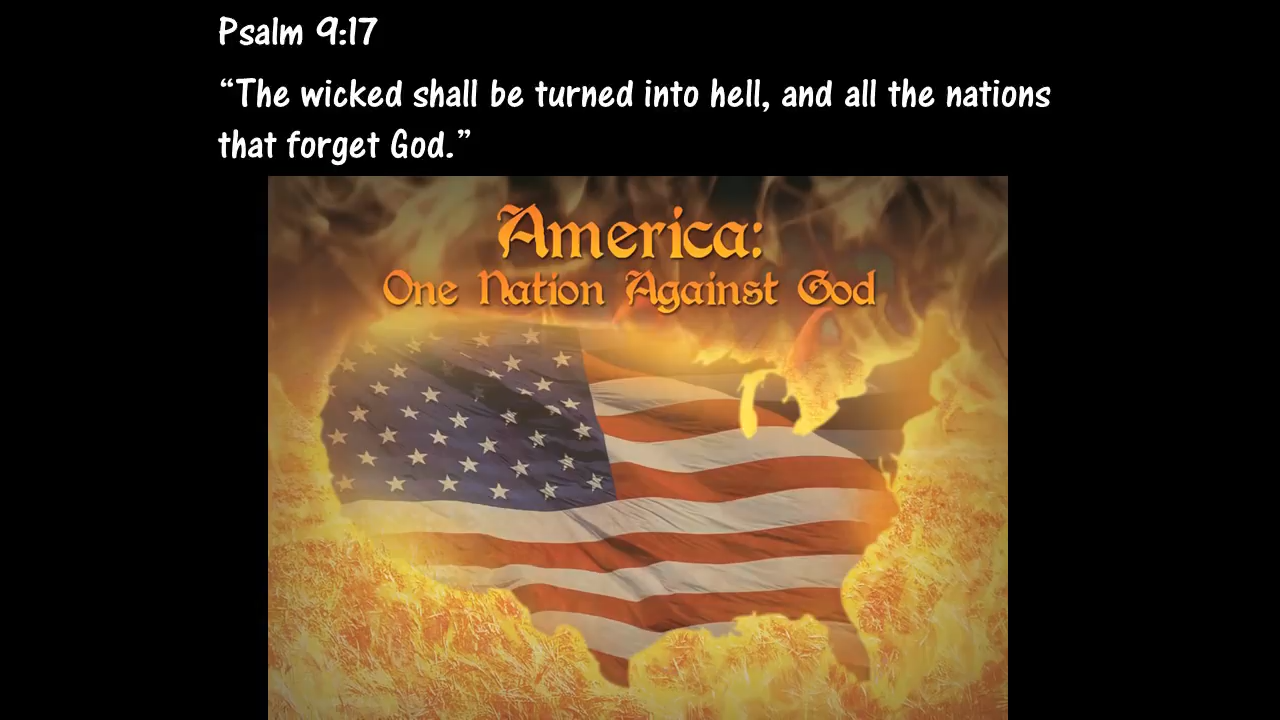 Psalm 9:17
“The wicked shall be turned into hell, and all the nations
that forget God.”
America:
One Nation Against God